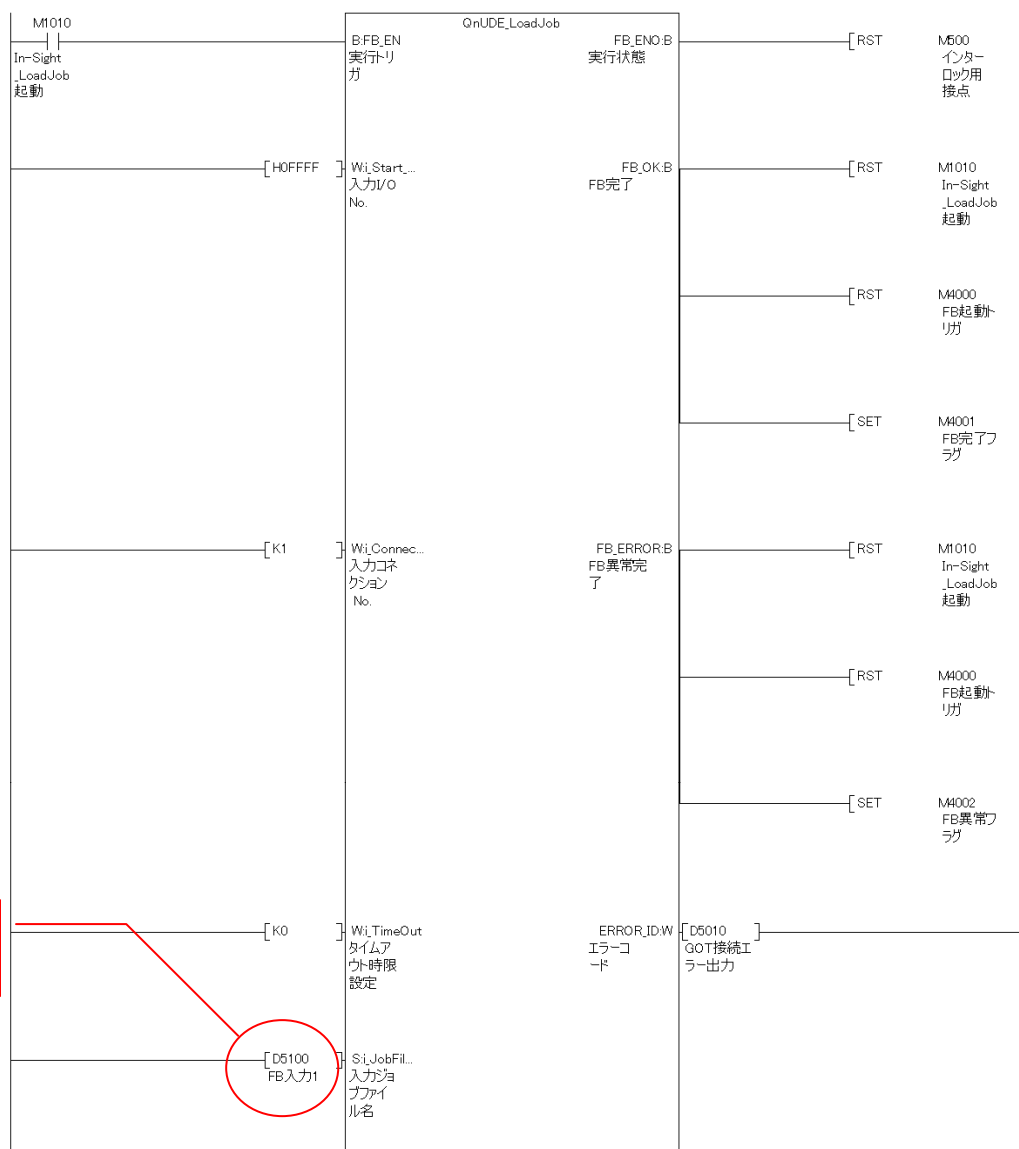 M1010
In-Sight
_LoadJob
起動
QnUDE_LoadJob
B:FB_EN
実行トリ
ガ
FB_ENO:B
実行状態
RST
M500
インター
ロック用
接点
H0FFFF
W:i_Start_...
入力I/O
No.
FB_OK:B
FB完了
RST
M1010
In-Sight
_LoadJob
起動
RST
M4000
FB起動ト
リガ
SET
M4001
FB完了フ
ラグ
K1
W:i_Connec...
入力コネ
クション
No.
FB_ERROR:B
FB異常完
了
RST
M1010
In-Sight
_LoadJob
起動
RST
M4000
FB起動ト
リガ
SET
M4002
FB異常フ
ラグ
K0
W:i_TimeOut
タイムア
ウト時限
設定
ERROR_ID:W
エラーコ
ード
D5010
GOT接続エ
ラー出力
D5100
FB入力1
S:i_JobFil...
入力ジョ
ブファイ
ル名